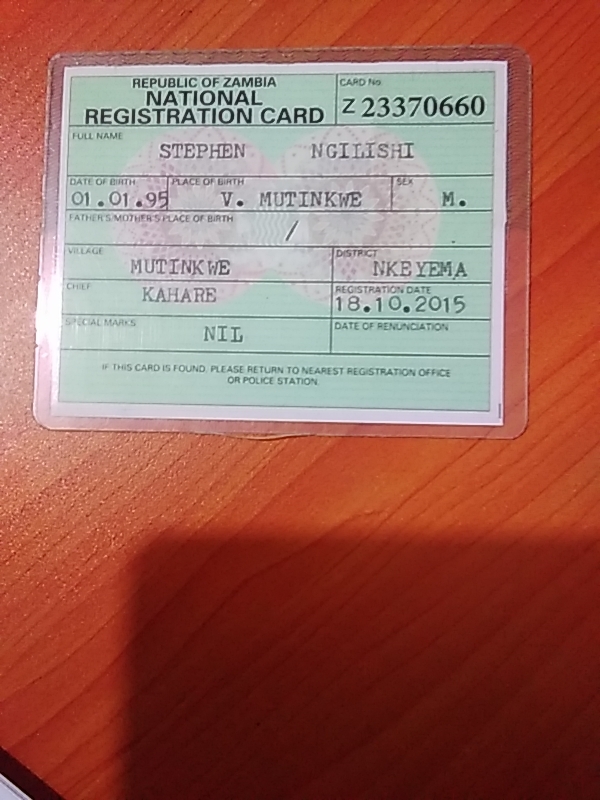 REPUBLIC OF ZAMBIA
NATIONAL
REGISTRATION CARD
CARD No.
Z 23370660
FULL NAME
STEPHEN NGILISHI
DATE OF BIRTH PLACE OF BIRTH SEX
01.01.95 V. MUTINKWE M.
FATHER'S/MOTHER'S PLACE OF BIRTH
/
VILLAGE DISTRICT
MUTINKWE NKEYEMA
CHIEF REGISTRATION DATE
KAHARE 18.10.2015
SPECIAL MARKS DATE OF RENUNCIATION
NIL
IF THIS CARD IS FOUND, PLEASE RETURN TO NEAREST REGISTRATION OFFICE
OR POLICE STATION.